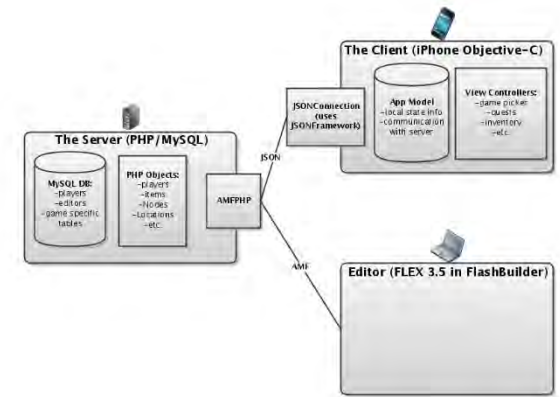 The Client (iPhone Objective-C)
JSONConnection
(uses
JSONFramework)
App Model
-local state info
-communication
with server
View Controllers:
-game picker
-quests
-inventory
-etc
The Server (PHP/MySQL)
MySQL DB:
-players
-editors
-game specific
tables
PHP Objects:
-players
-items
-Nodes
-Locations
-etc
AMFPHP
JSON
AMF
Editor (FLEX 3.5 in FlashBuilder)